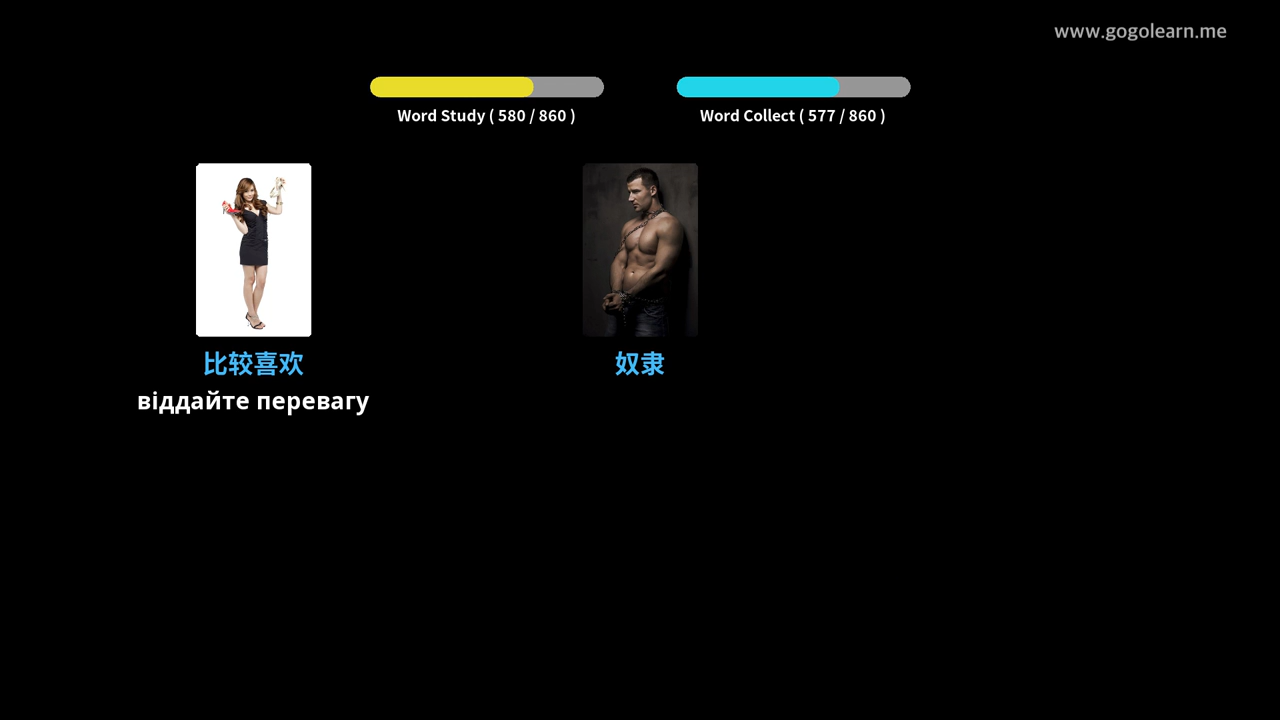 www.gogolearn.me
Word Study ( 580 / 860 )
Word Collect ( 577 / 860 )
比较喜欢
віддайте перевагу
奴隶